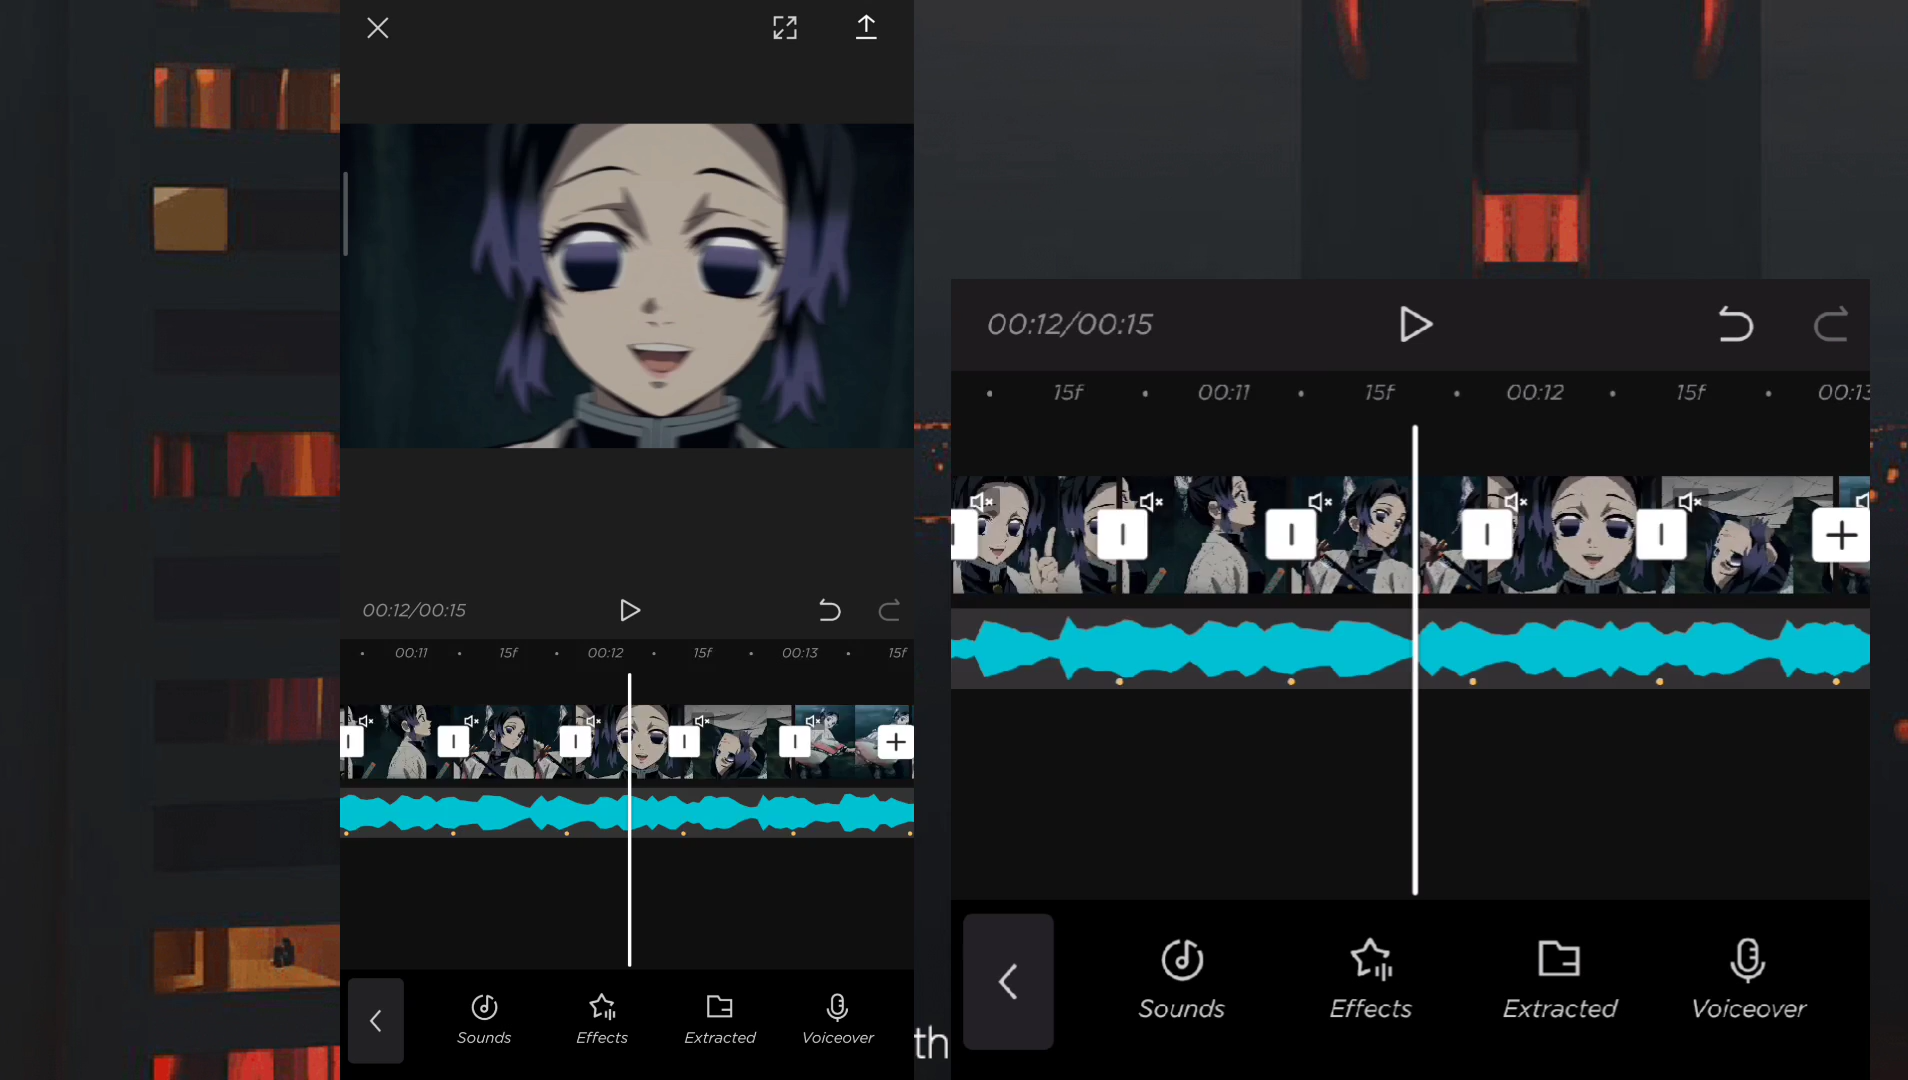 00:12/00:15
00:11 15f 00:12 15f 00:13 15f
Sounds Effects Extracted Voiceover
th
00:12/00:15
15f 00:11 15f 00:12 15f 00:13
Sounds Effects Extracted Voiceover